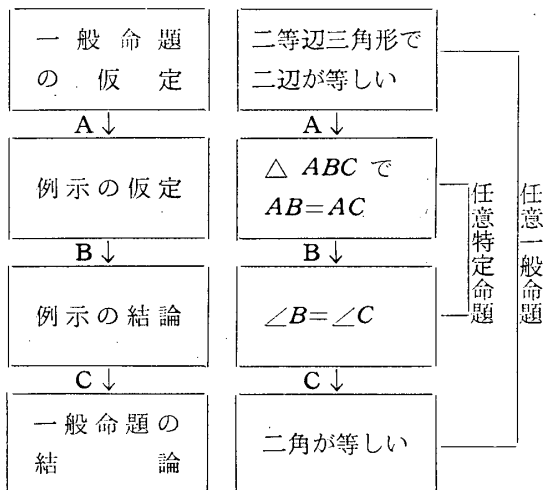 一般命題
の仮定
A↓
例示の仮定
B↓
例示の結論
C↓
一般命題の
結論
二等辺三角形で
二辺が等しい
A↓
△ ABC で
AB=AC
B↓
∠B=∠C
C↓
二角が等しい
任意特定命題
任意一般命題